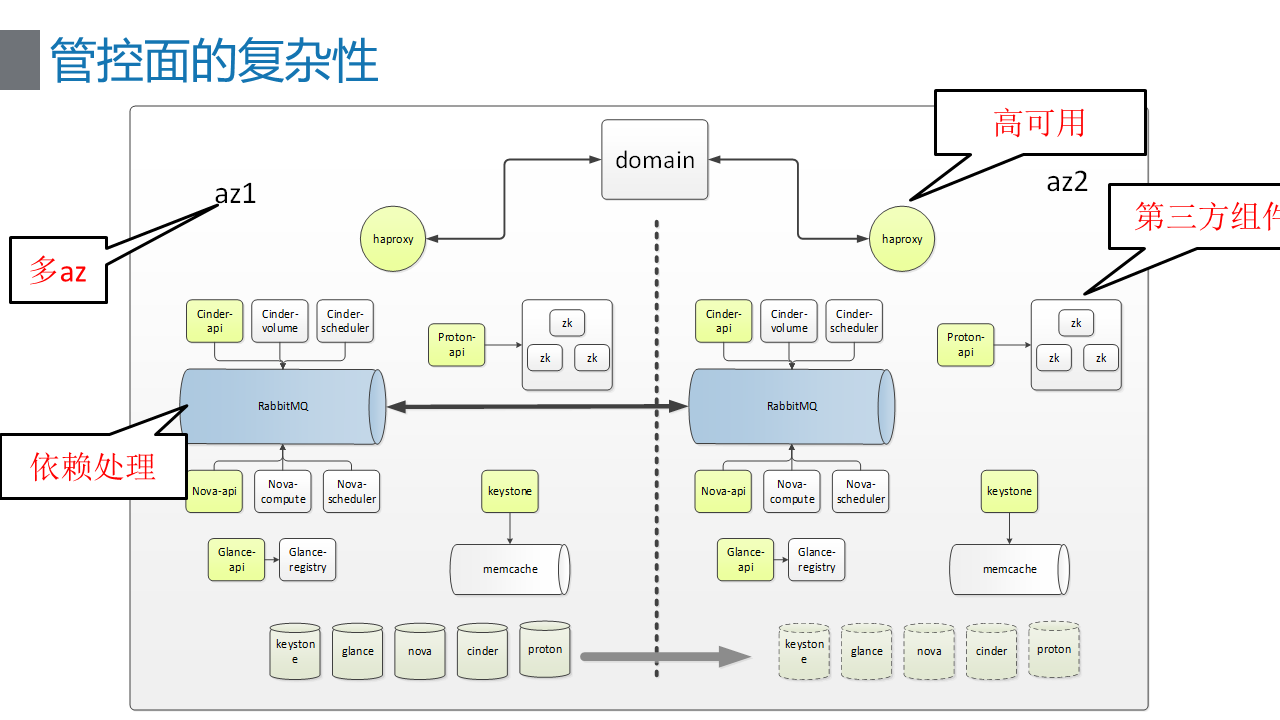 管控面的复杂性
高可用
domain
az1
az2
第三方组件
haproxy
haproxy
多az
Cinder-
api
Cinder-
volume
Cinder-
scheduler
Proton-
api
zk
zk
zk
RabbitMQ
依赖处理
Nova-api
Nova-
compute
Nova-
scheduler
keystone
Glance-
api
Glance-
registry
memcache
keyston
e
glance
nova
cinder
proton
Cinder-
api
Cinder-
volume
Cinder-
scheduler
Proton-
api
zk
zk
zk
RabbitMQ
Nova-api
Nova-
compute
Nova-
scheduler
keystone
Glance-
api
Glance-
registry
memcache
keyston
e
glance
nova
cinder
proton